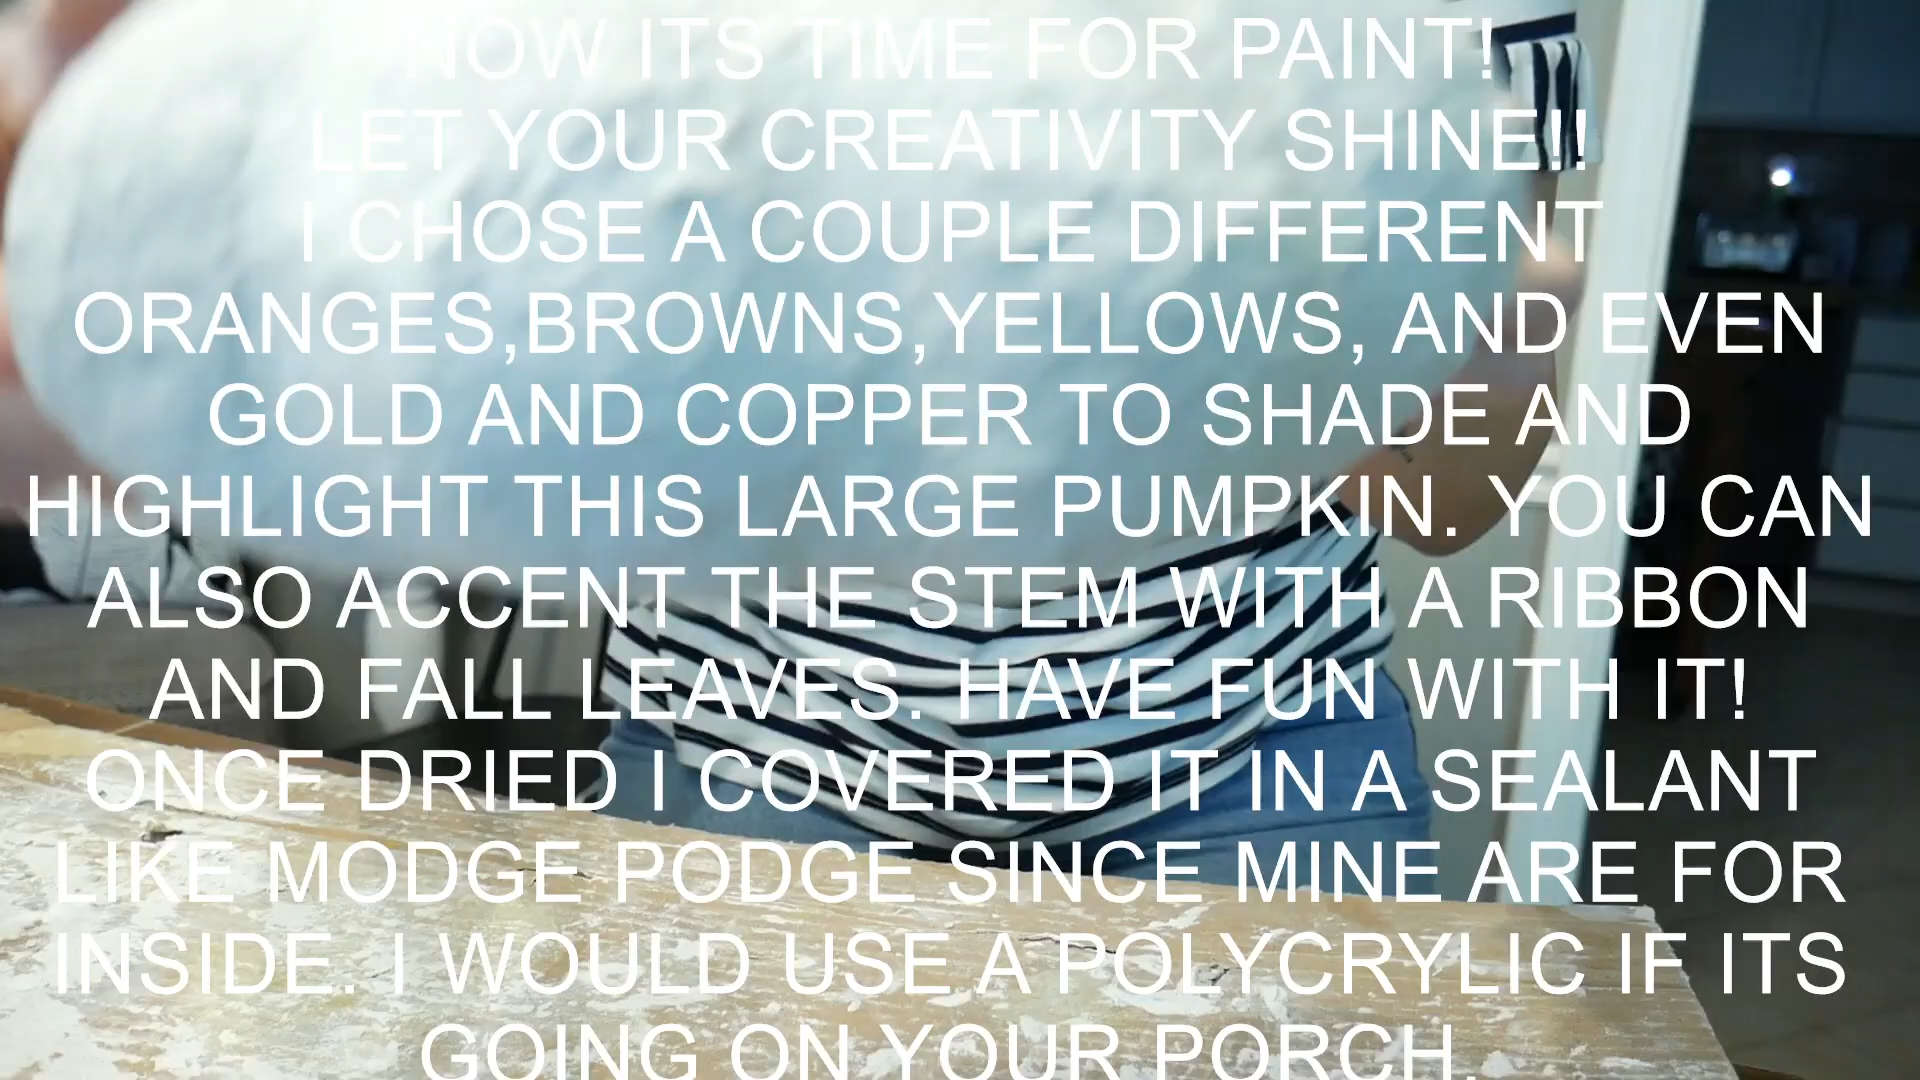 NOW ITS TIME FOR PAINT!
LET YOUR CREATIVITY SHINE!!
I CHOSE A COUPLE DIFFERENT
ORANGES,BROWNS,YELLOWS, AND EVEN
GOLD AND COPPER TO SHADE AND
HIGHLIGHT THIS LARGE PUMPKIN. YOU CAN
ALSO ACCENT THE STEM WITH A RIBBON
AND FALL LEAVES. HAVE FUN WITH IT!
ONCE DRIED I COVERED IT IN A SEALANT
LIKE MODGE PODGE SINCE MINE ARE FOR
INSIDE. I WOULD USE A POLYCRYLIC IF ITS
GOING ON YOUR PORCH.